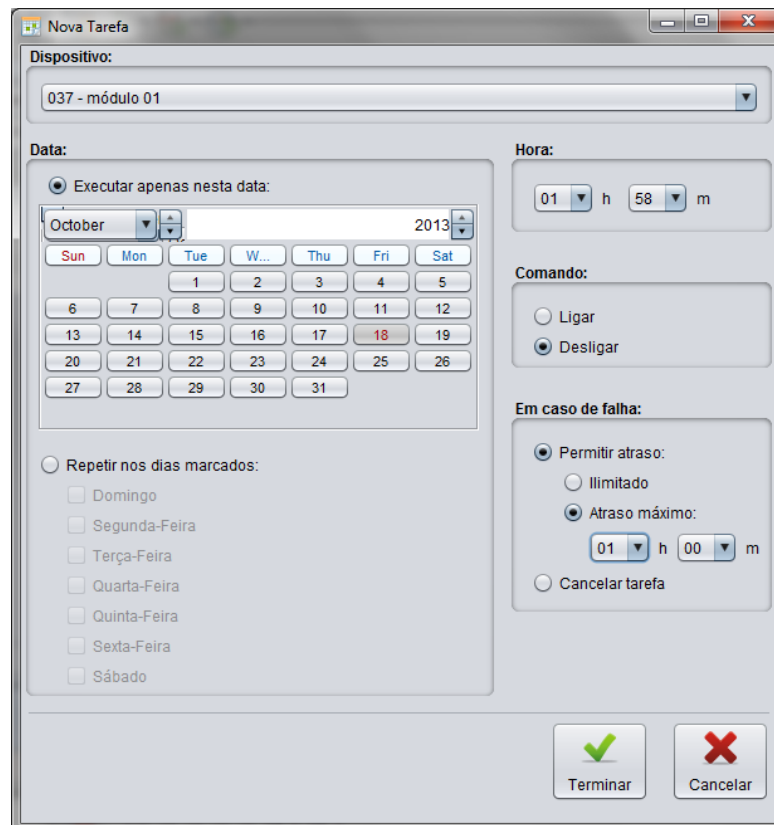 Nova Tarefa
Dispositivo:
037 - módulo 01
Data:
Executar apenas nesta data:
October 2013
Sun Mon Tue W... Thu Fri Sat
1 2 3 4 5
6 7 8 9 10 11 12
13 14 15 16 17 18 19
20 21 22 23 24 25 26
27 28 29 30 31
Repetir nos dias marcados:
Domingo
Segunda-Feira
Terça-Feira
Quarta-Feira
Quinta-Feira
Sexta-Feira
Sábado
Hora:
01 h 58 m
Comando:
Ligar
Desligar
Em caso de falha:
Permitir atraso:
Ilimitado
Atraso máximo:
01 h 00 m
Cancelar tarefa
Terminar Cancelar